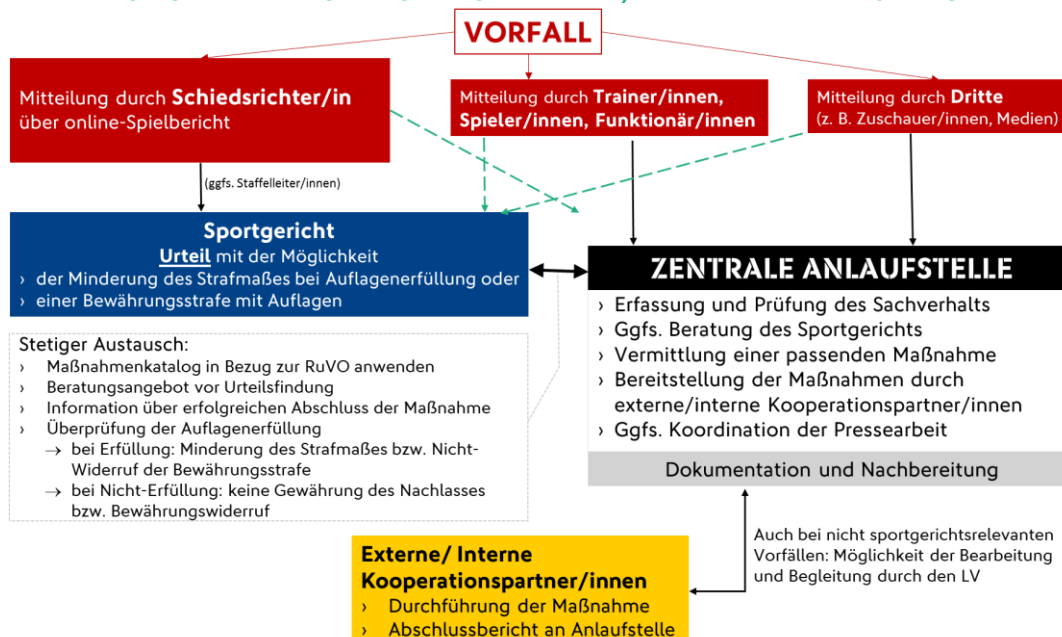 VORFALL
Mitteilung durch Schiedsrichter/in
über online-Spielbericht
Mitteilung durch Trainer/innen,
Spieler/innen, Funktionär/innen
Mitteilung durch Dritte
(z. B. Zuschauer/innen, Medien)
(ggfs. Staffelleiter/innen)
Sportgericht
Urteil mit der Möglichkeit
› der Minderung des Strafmaßes bei Auflagenerfüllung oder
› einer Bewährungsstrafe mit Auflagen
ZENTRALE ANLAUFSTELLE
› Erfassung und Prüfung des Sachverhalts
› Ggfs. Beratung des Sportgerichts
› Vermittlung einer passenden Maßnahme
› Bereitstellung der Maßnahmen durch
externe/interne Kooperationspartner/innen
› Ggfs. Koordination der Pressearbeit
Dokumentation und Nachbereitung
Stetiger Austausch:
› Maßnahmenkatalog in Bezug zur RuVO anwenden
› Beratungsangebot vor Urteilsfindung
› Information über erfolgreichen Abschluss der Maßnahme
› Überprüfung der Auflagenerfüllung
→ bei Erfüllung: Minderung des Strafmaßes bzw. Nicht-
Widerruf der Bewährungsstrafe
→ bei Nicht-Erfüllung: keine Gewährung des Nachlasses
bzw. Bewährungswiderruf
Auch bei nicht sportgerichtsrelevanten
Vorfällen: Möglichkeit der Bearbeitung
und Begleitung durch den LV
Externe/ Interne
Kooperationspartner/innen
› Durchführung der Maßnahme
› Abschlussbericht an Anlaufstelle